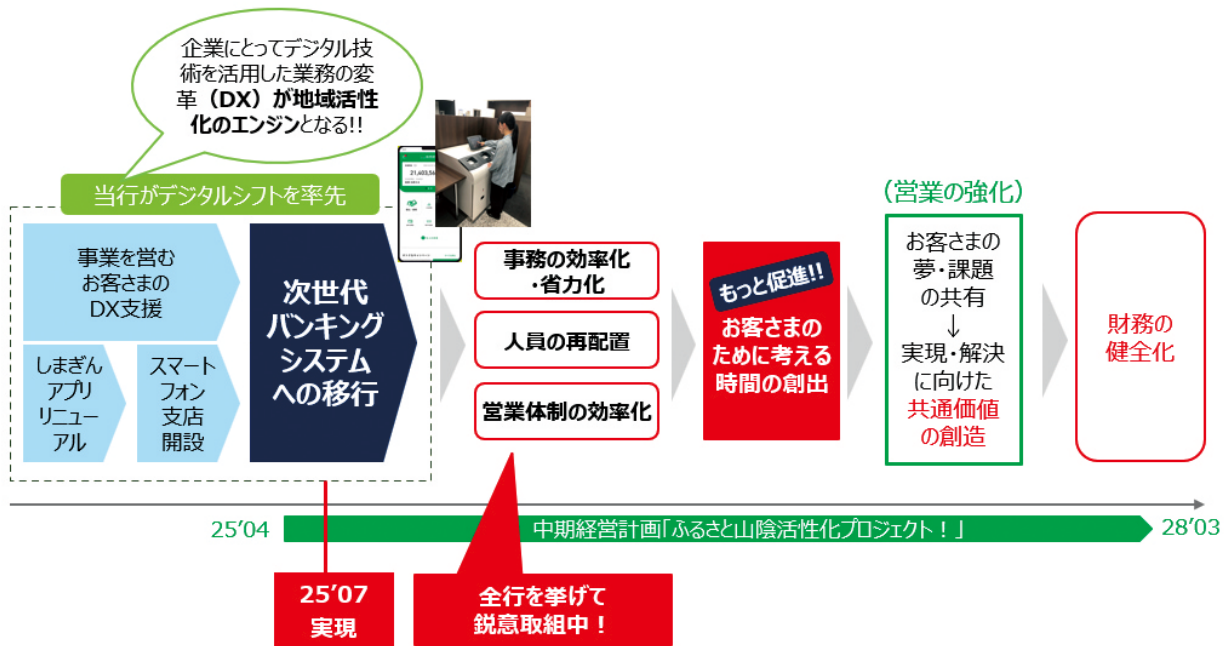 企業にとってデジタル技
術を活用した業務の変
革（DX）が地域活性
化のエンジンとなる!!
当行がデジタルシフトを率先
事業を営む
お客さまの
DX支援
しまぎん
アプリ
リニュー
アル
スマート
フォン
支店
開設
次世代
バンキング
システム
への移行
事務の効率化
・省力化
人員の再配置
営業体制の効率化
もっと促進!!
お客さまの
ために考える
時間の創出
（営業の強化）
お客さまの
夢・課題
の共有
↓
実現・解決
に向けた
共通価値
の創造
財務の
健全化
25’04
中期経営計画「ふるさと山陰活性化プロジェクト！」
28’03
25’07
実現
全行を挙げて
鋭意取組中！